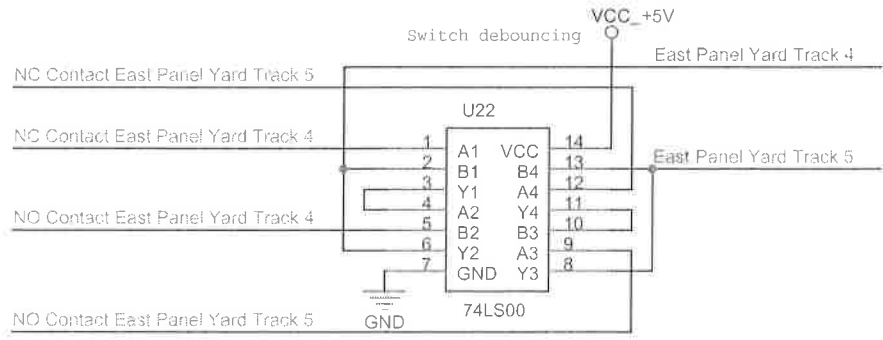 VCC_+5V
Switch debouncing
East Panel Yard Track 4
NC Contact East Panel Yard Track 5
U22
NC Contact East Panel Yard Track 4
1 A1 VCC 14
2 B1 B4 13
East Panel Yard Track 5
3 Y1 A4 12
4 A2 Y4 11
NO Contact East Panel Yard Track 4
5 B2 B3 10
6 Y2 A3 9
7 GND Y3 8
74LS00
NO Contact East Panel Yard Track 5
GND